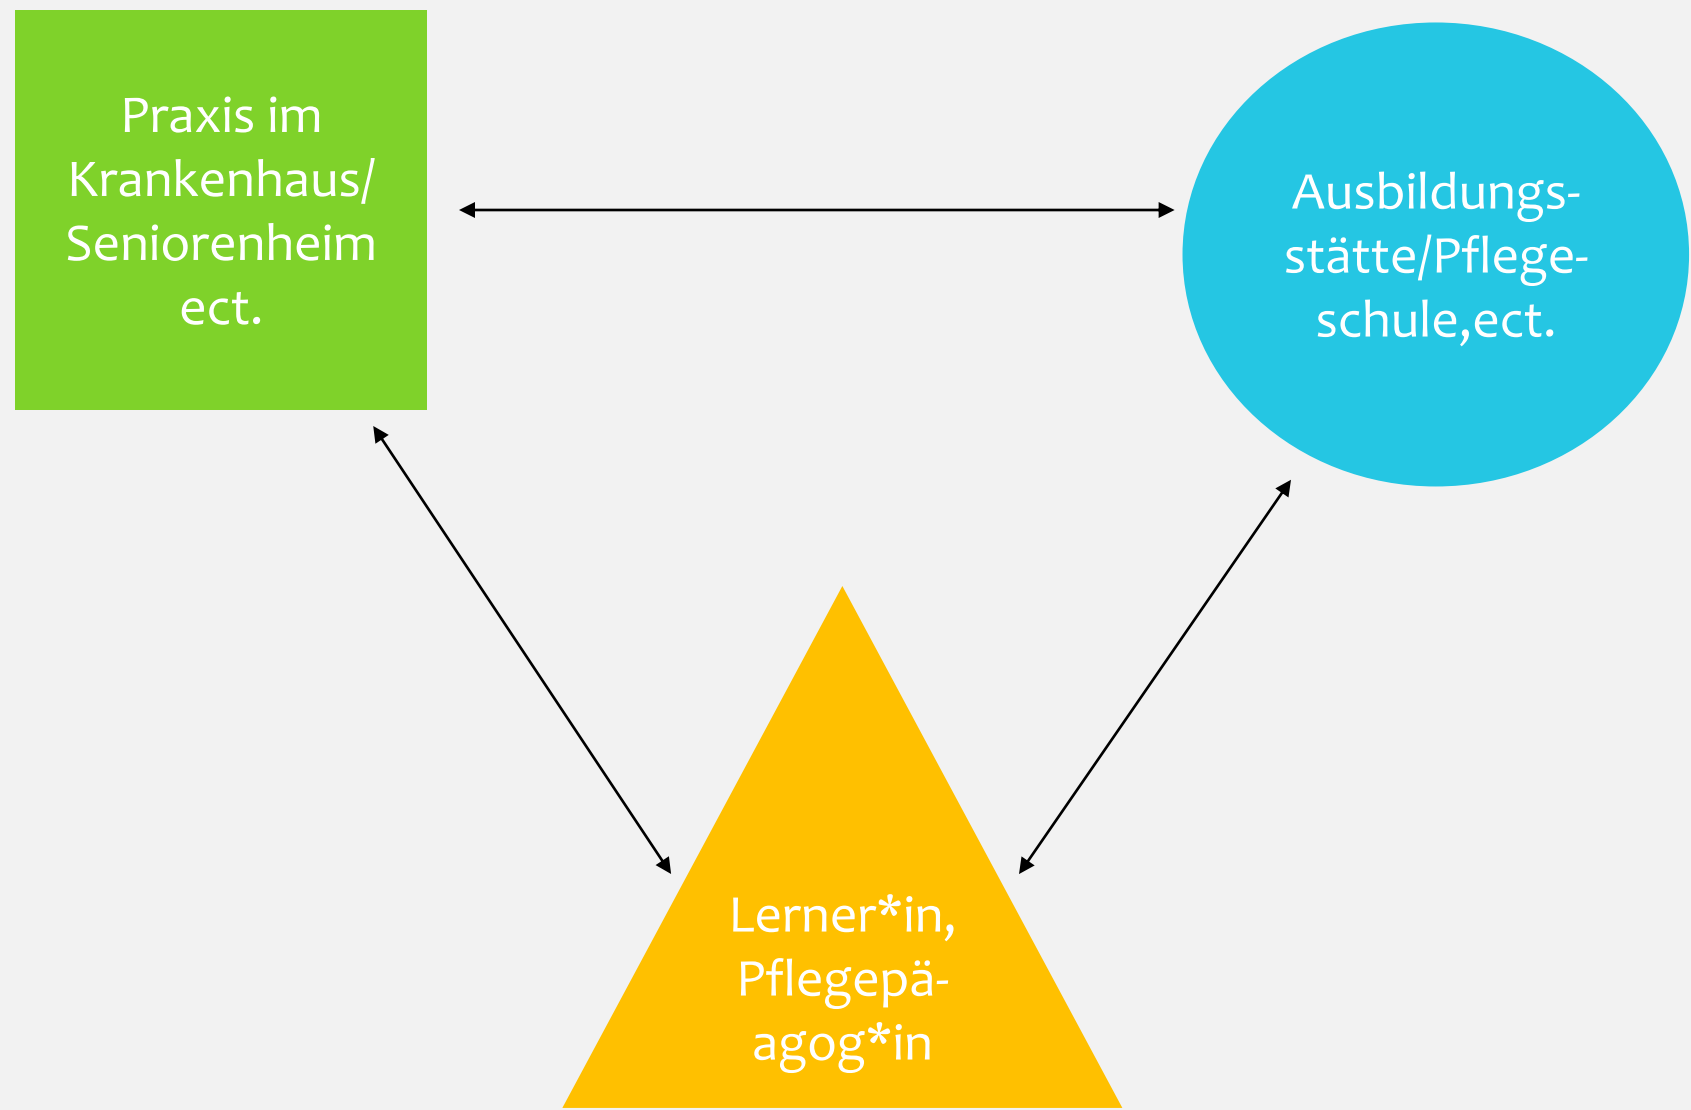 Praxis im
Krankenhaus/
Seniorenheim
ect.
Ausbildungs-
stätte/Pflege-
schule,ect.
Lerner*in,
Pflegepä-
agog*in